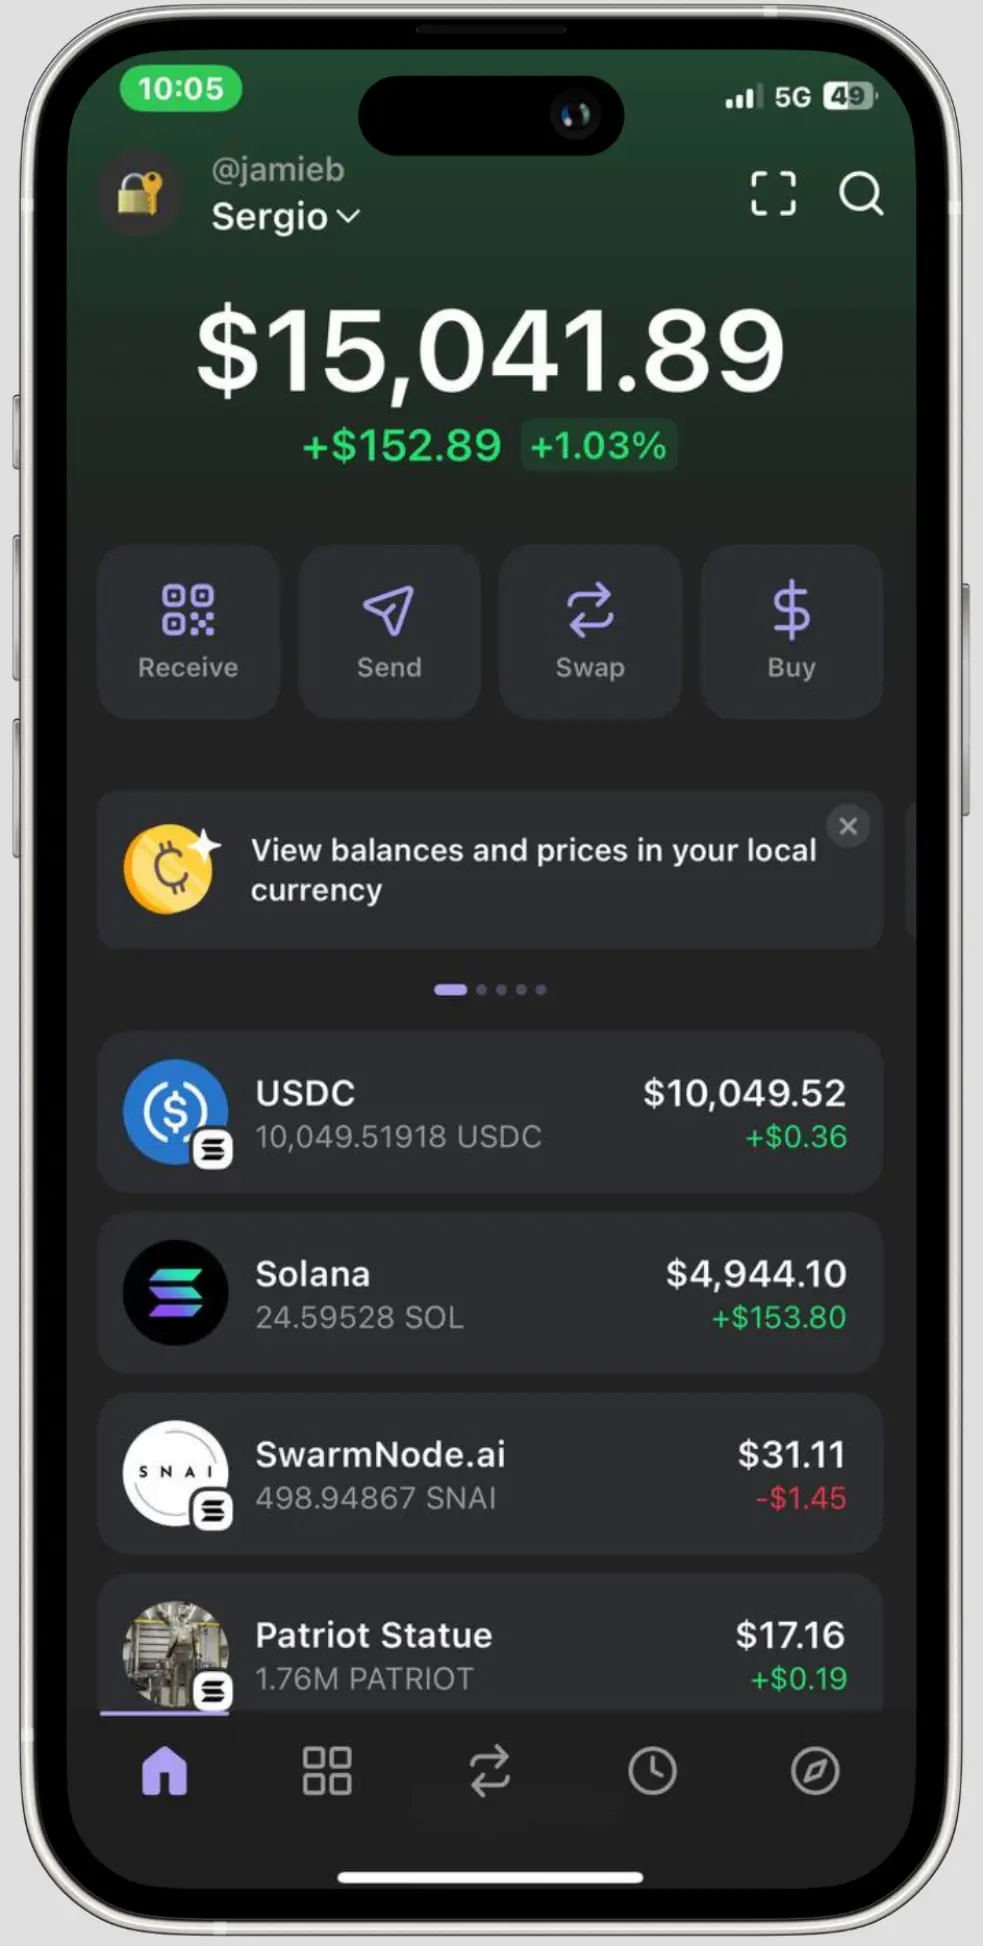 10:05
5G 49
@jamieb
Sergio
$15,041.89
+$152.89 +1.03%
Receive Send Swap Buy
View balances and prices in your local
currency
USDC $10,049.52
10,049.51918 USDC +$0.36
Solana $4,944.10
24.59528 SOL +$153.80
SNAI
SwarmNode.ai $31.11
498.94867 SNAI -$1.45
Patriot Statue $17.16
1.76M PATRIOT +$0.19